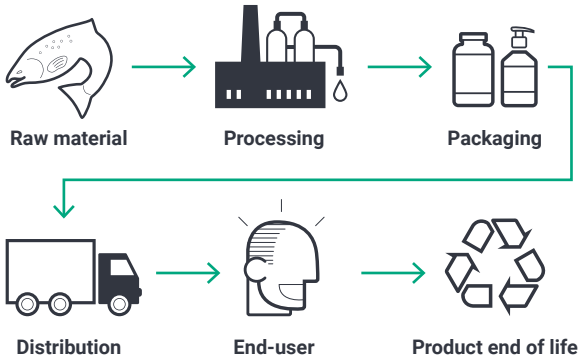 Raw material
Processing
Packaging
Distribution
End-user
Product end of life